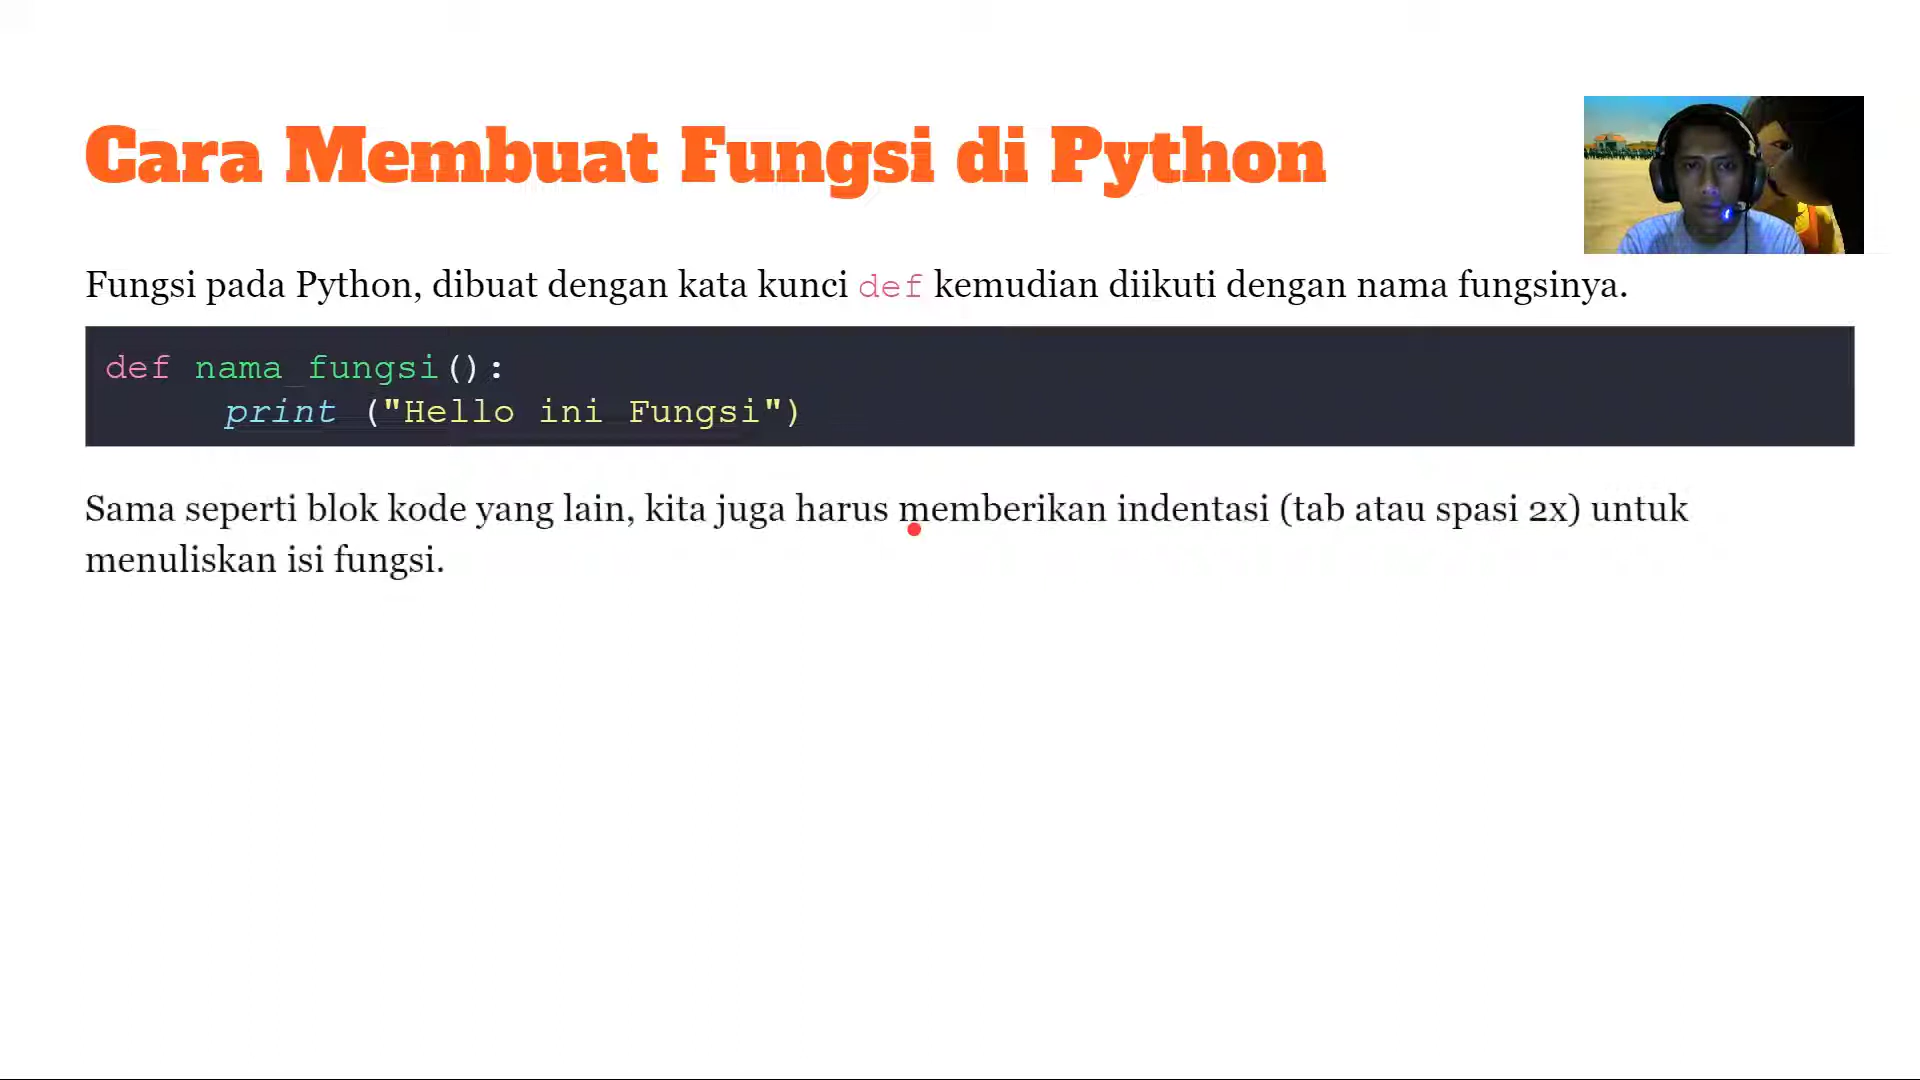 Cara Membuat Fungsi di Python
Fungsi pada Python, dibuat dengan kata kunci def kemudian diikuti dengan nama fungsinya.
def nama_fungsi():
print ("Hello ini Fungsi")
Sama seperti blok kode yang lain, kita juga harus memberikan indentasi (tab atau spasi 2x) untuk
menuliskan isi fungsi.